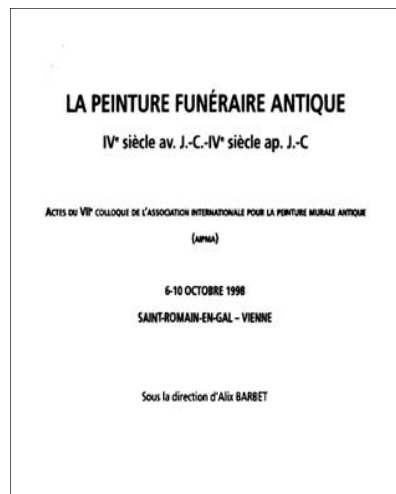 LA PEINTURE FUNÉRAIRE ANTIQUE
IVᵉ siècle av. J.-C.-IVᵉ siècle ap. J.-C
ACTES DU VIIᵉ COLLOQUE DE L'ASSOCIATION INTERNATIONALE POUR LA PEINTURE MURALE ANTIQUE
(AIPMA)
6-10 OCTOBRE 1998
SAINT-ROMAIN-EN-GAL – VIENNE
Sous la direction d'Alix BARBET